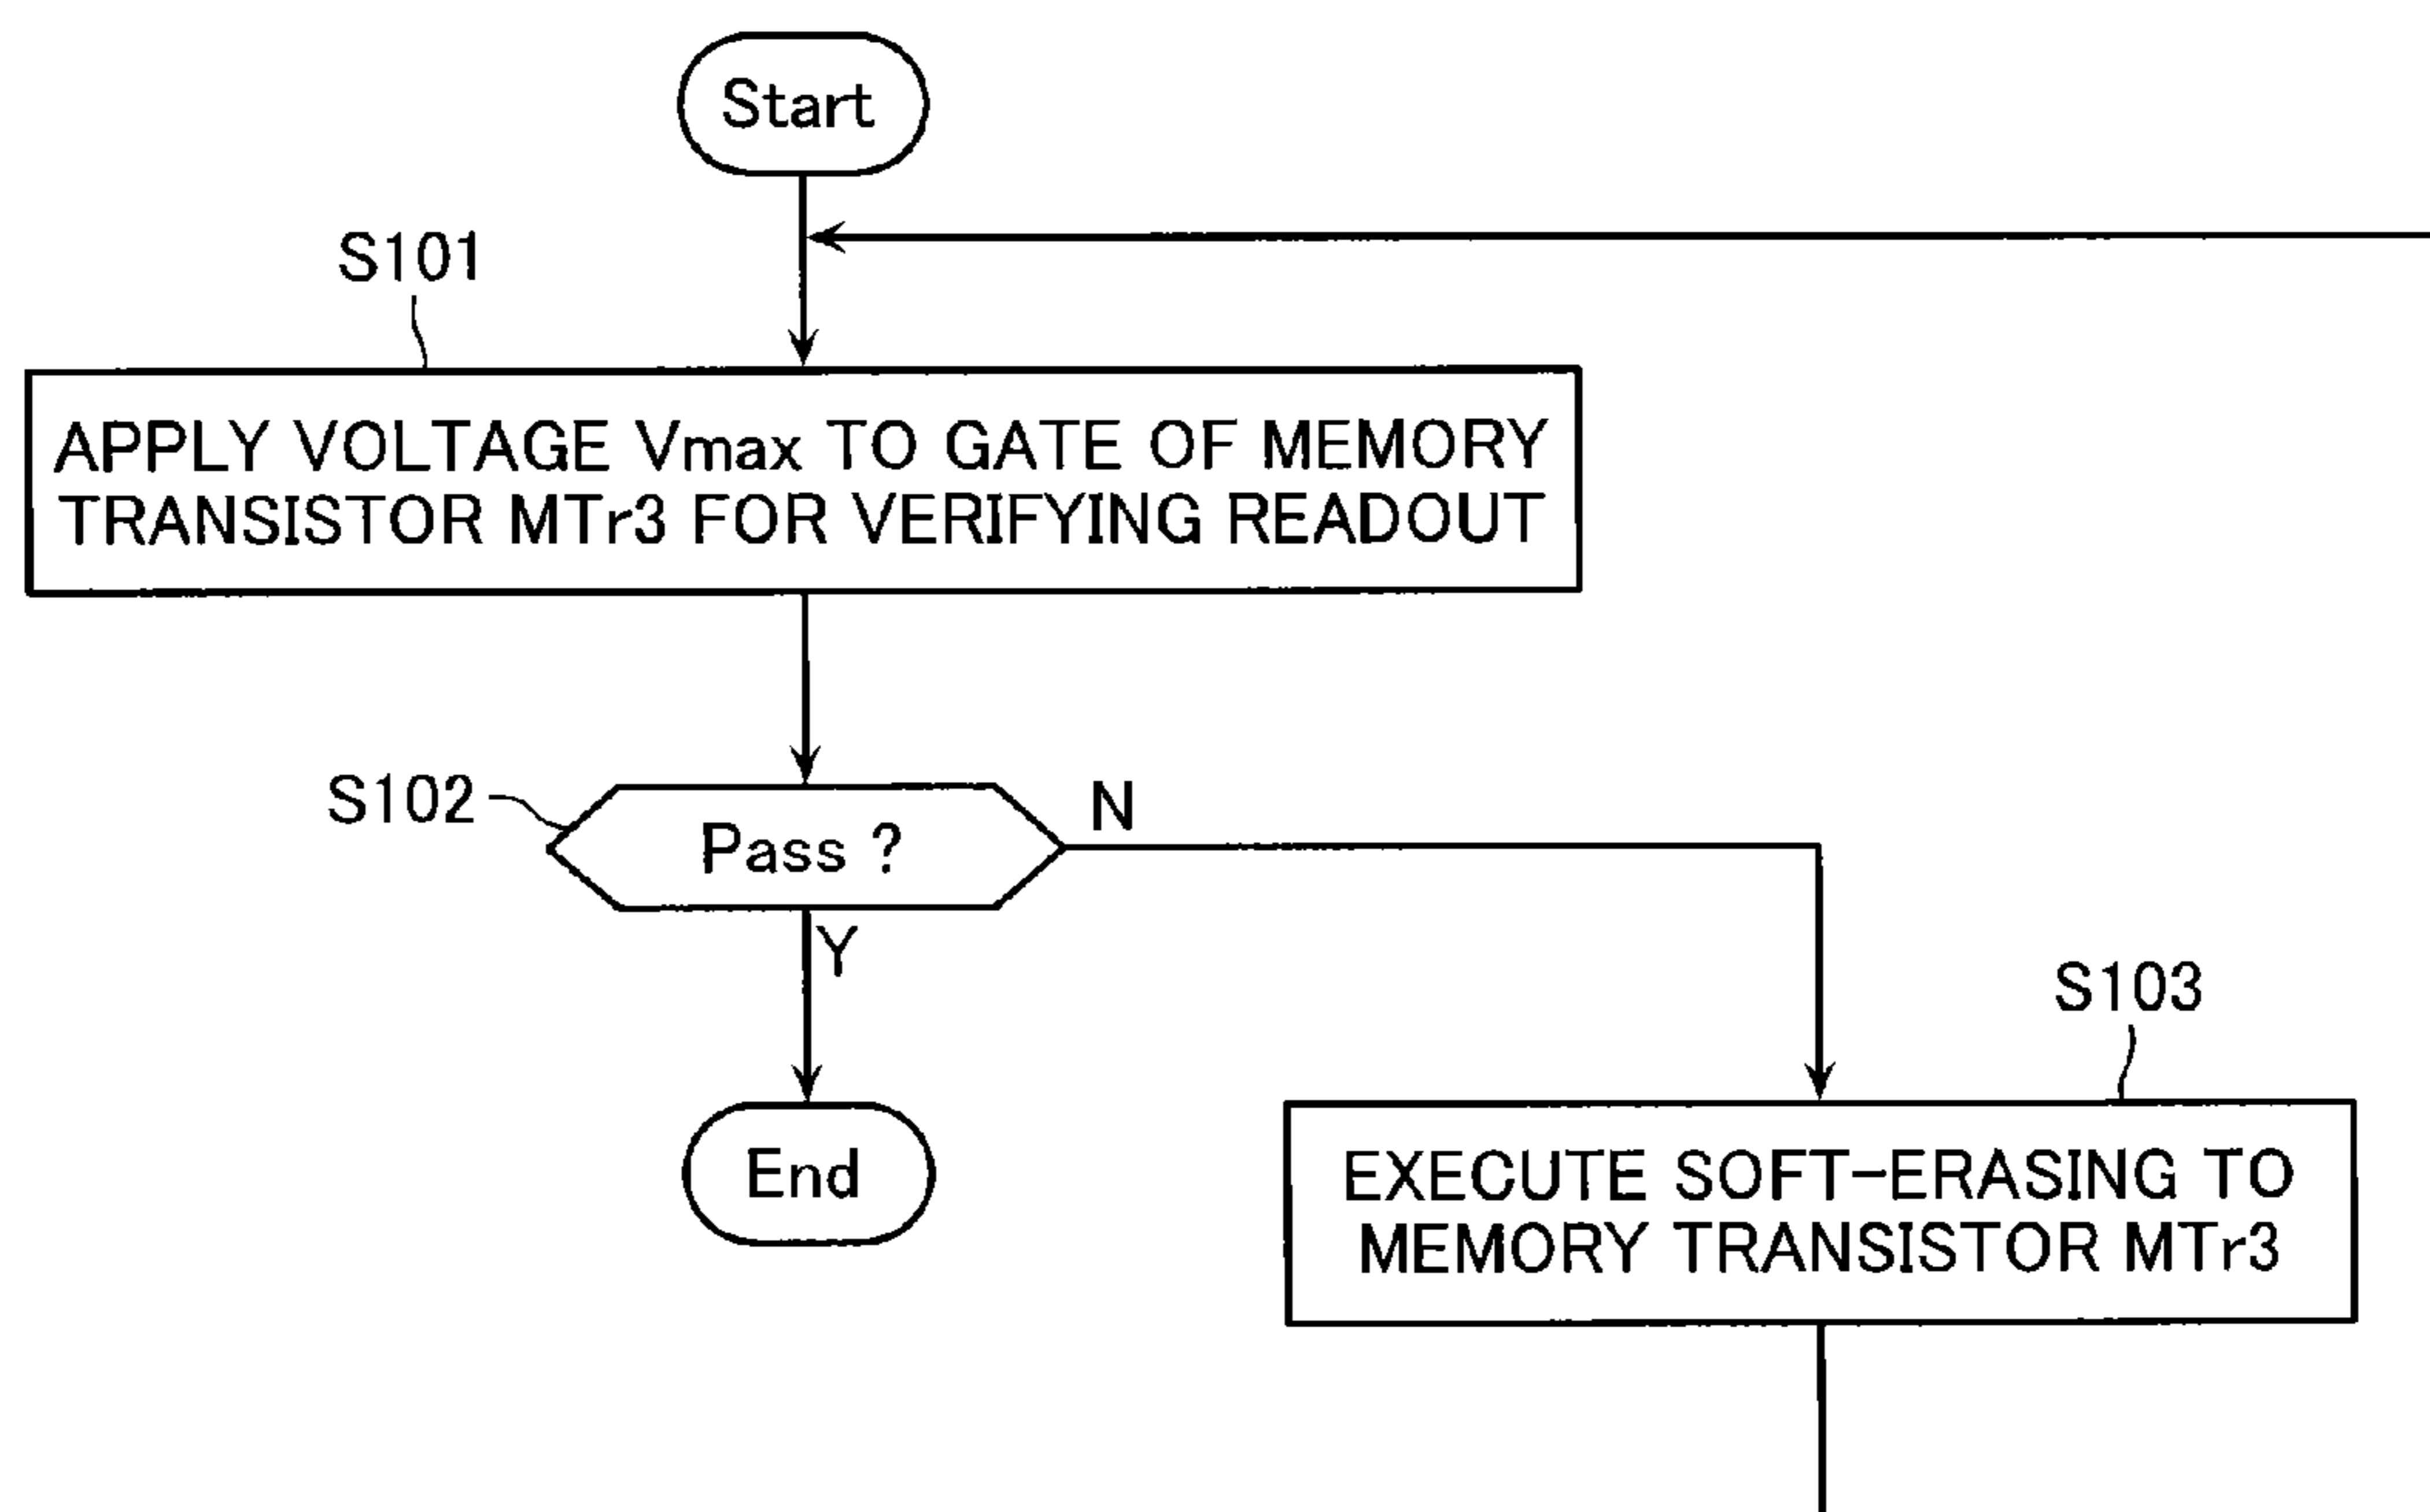 Start
S101
APPLY VOLTAGE Vmax TO GATE OF MEMORY
TRANSISTOR MTr3 FOR VERIFYING READOUT
S102
Pass ?
N
Y
S103
End
EXECUTE SOFT-ERASING TO
MEMORY TRANSISTOR MTr3